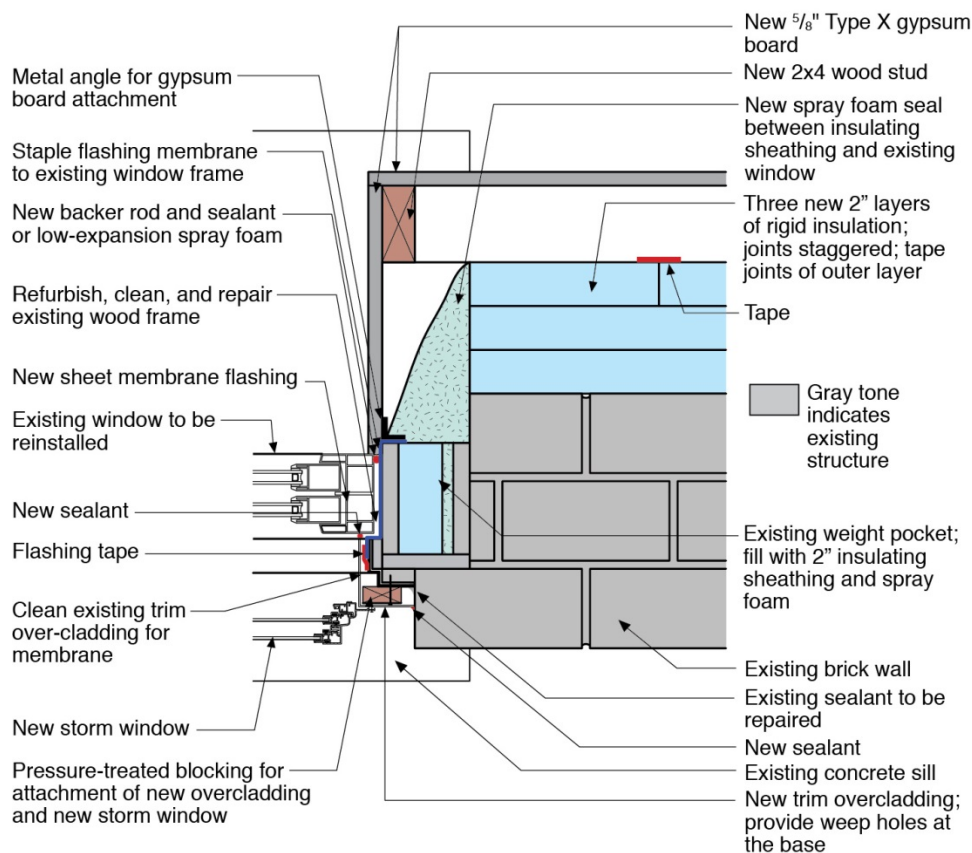 Metal angle for gypsum
board attachment
Staple flashing membrane
to existing window frame
New backer rod and sealant
or low-expansion spray foam
Refurbish, clean, and repair
existing wood frame
New sheet membrane flashing
Existing window to be
reinstalled
New sealant
Flashing tape
Clean existing trim
over-cladding for
membrane
New storm window
Pressure-treated blocking for
attachment of new overcladding
and new storm window
New 5/8" Type X gypsum
board
New 2x4 wood stud
New spray foam seal
between insulating
sheathing and existing
window
Three new 2” layers
of rigid insulation;
joints staggered; tape
joints of outer layer
Tape
Gray tone
indicates
existing
structure
Existing weight pocket;
fill with 2” insulating
sheathing and spray
foam
Existing brick wall
Existing sealant to be
repaired
New sealant
Existing concrete sill
New trim overcladding;
provide weep holes at
the base